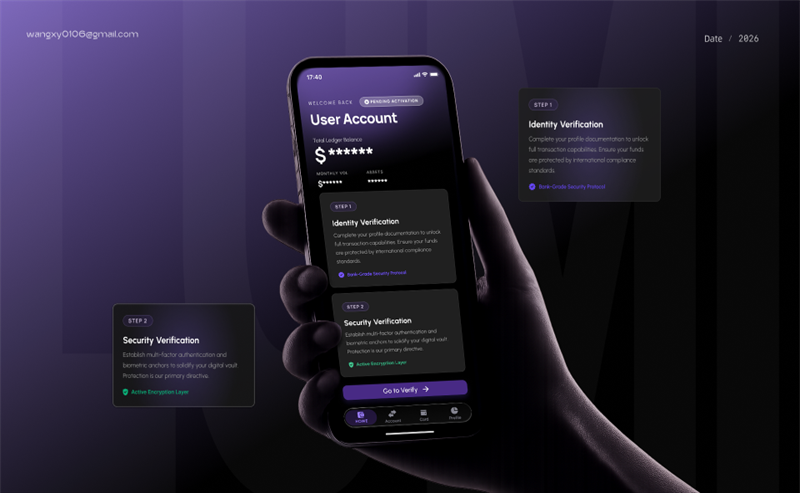 wangxy0106@gmail.com
Date / 2026
17:40
WELCOME BACK
PENDING ACTIVATION
User Account
Total Ledger Balance
$ ******
MONTHLY VOL
ASSETS
$******
******
STEP 1
Identity Verification
Complete your profile documentation to unlock
full transaction capabilities. Ensure your funds
are protected by international compliance
standards.
Bank-Grade Security Protocol
STEP 2
Security Verification
Establish multi-factor authentication and
biometric anchors to solidify your digital vault.
Protection is our primary directive.
Active Encryption Layer
Go to Verify →
Account
Card
Profile
STEP 1
Identity Verification
Complete your profile documentation to unlock
full transaction capabilities. Ensure your funds
are protected by international compliance
standards.
Bank-Grade Security Protocol
STEP 2
Security Verification
Establish multi-factor authentication and
biometric anchors to solidify your digital vault.
Protection is our primary directive.
Active Encryption Layer